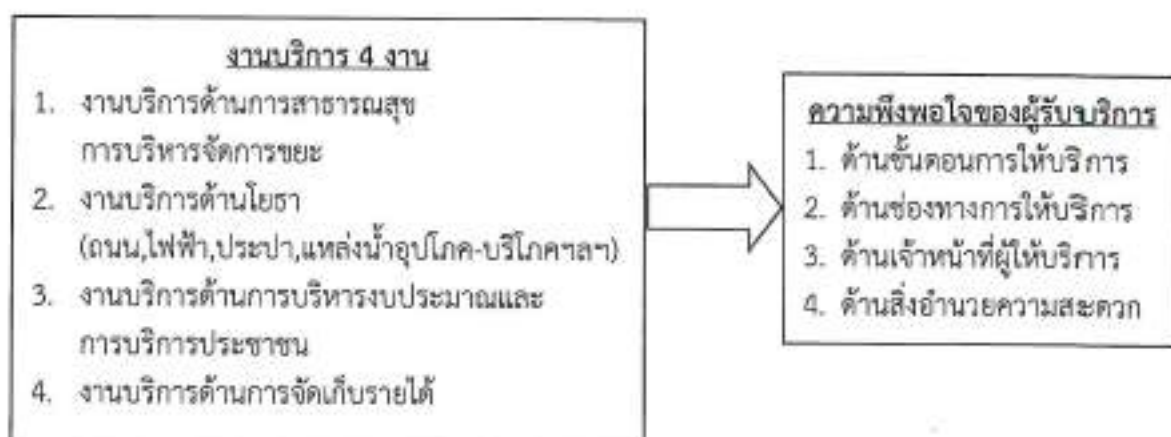 งานบริการ 4 งาน
1. งานบริการด้านการสาธารณสุข
การบริหารจัดการขยะ
2. งานบริการด้านโยธา
(ถนน,ไฟฟ้า,ประปา,แหล่งน้ำอุปโภค-บริโภคฯลฯ)
3. งานบริการด้านการบริหารงบประมาณและ
การบริการประชาชน
4. งานบริการด้านการจัดเก็บรายได้
ความพึงพอใจของผู้รับบริการ
1. ด้านขั้นตอนการให้บริการ
2. ด้านช่องทางการให้บริการ
3. ด้านเจ้าหน้าที่ผู้ให้บริการ
4. ด้านสิ่งอำนวยความสะดวก